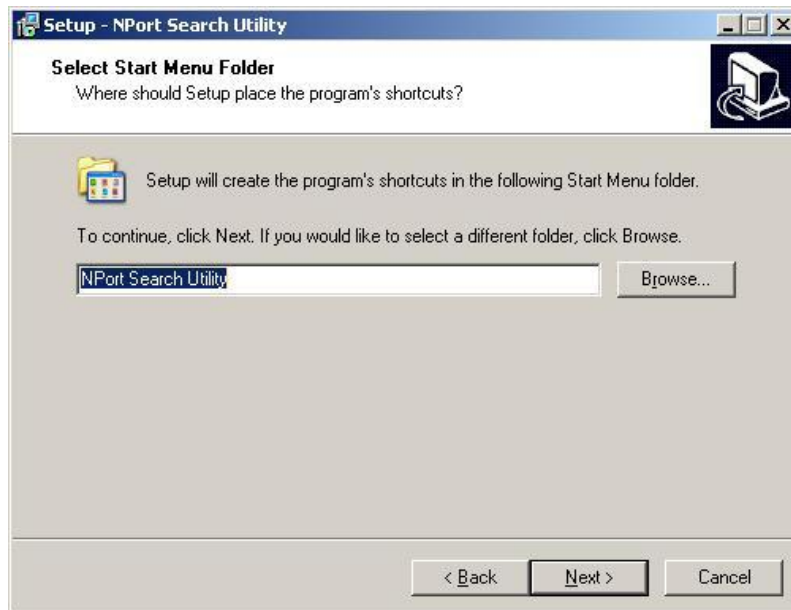 Setup - NPort Search Utility
Select Start Menu Folder
Where should Setup place the program's shortcuts?
Setup will create the program's shortcuts in the following Start Menu folder.
To continue, click Next. If you would like to select a different folder, click Browse.
NPort Search Utility
Browse...
< Back
Next >
Cancel